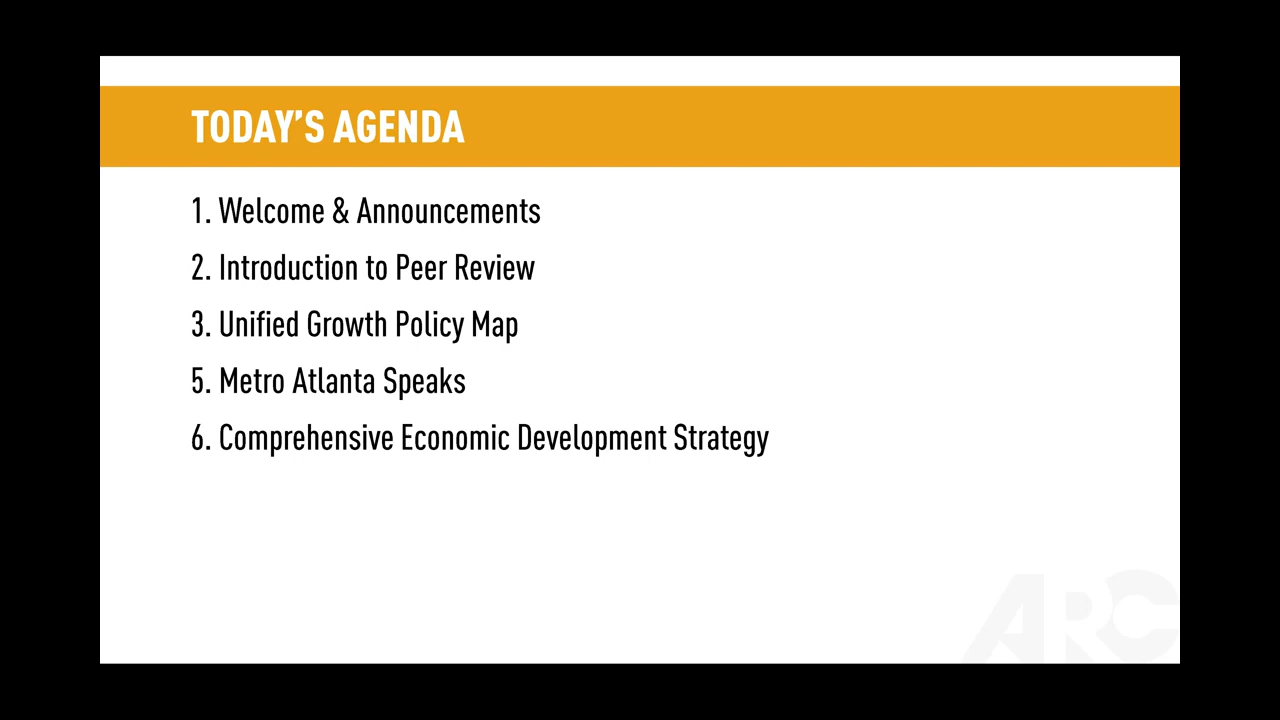 TODAY’S AGENDA
1. Welcome & Announcements
2. Introduction to Peer Review
3. Unified Growth Policy Map
5. Metro Atlanta Speaks
6. Comprehensive Economic Development Strategy
ARC